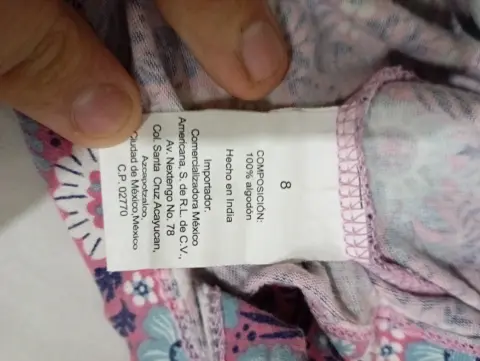 8
COMPOSICIÓN:
100% algodón
Hecho en India
Importador:
Comercializadora México
Americana, S. de R.L. de C.V.,
Av. Nextengo No. 78
Col. Santa Cruz Acayucan,
Azcapotzalco,
Ciudad de México, México
C.P. 02770